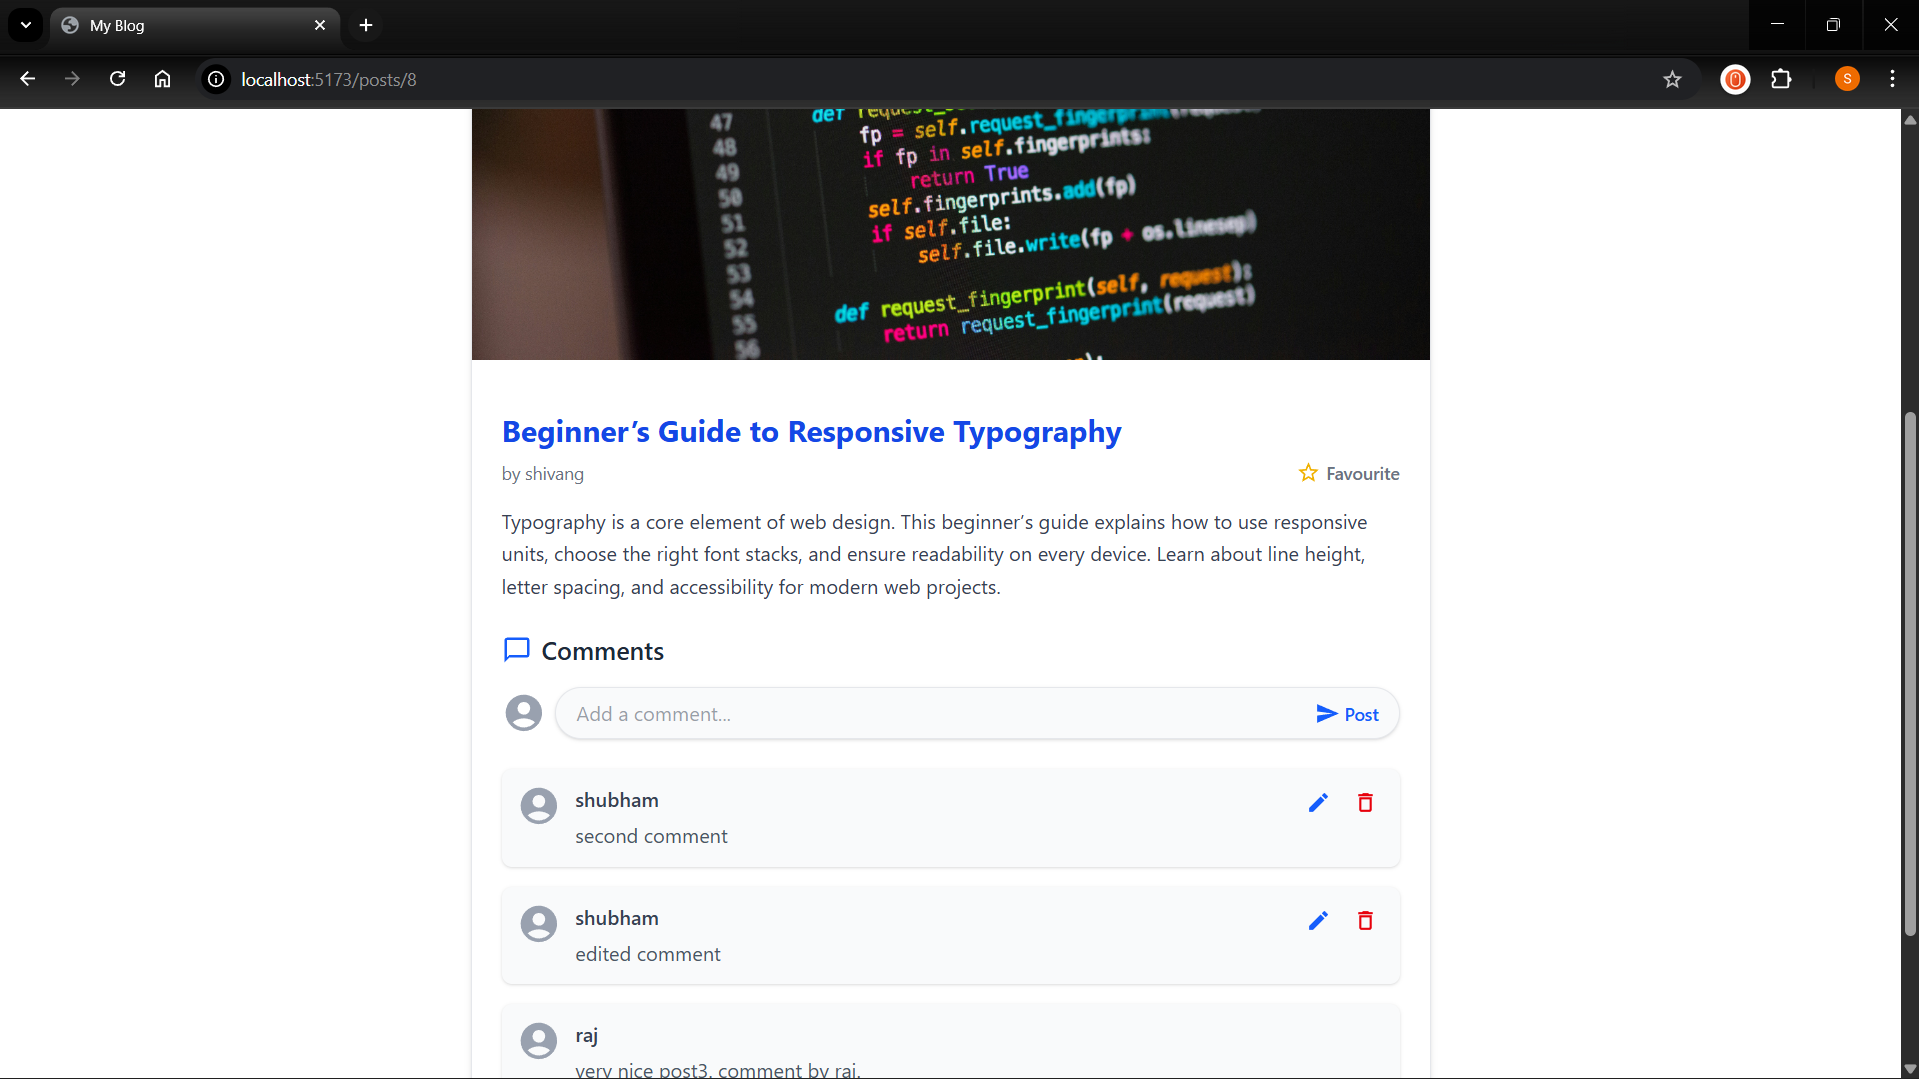 My Blog
localhost:5173/posts/8
47
48
49
50
51
52
53
54
55
56
def
fp = self.request_fingerprint(
if fp in self.fingerprints:
return True
self.fingerprints.add(fp)
if self.file:
self.file.write(fp + os.linesep)
def request_fingerprint(self, request):
return request_fingerprint(request)
Beginner’s Guide to Responsive Typography
by shivang
Favourite
Typography is a core element of web design. This beginner’s guide explains how to use responsive
units, choose the right font stacks, and ensure readability on every device. Learn about line height,
letter spacing, and accessibility for modern web projects.
Comments
Add a comment...
Post
shubham
second comment
shubham
edited comment
raj
very nice post3, comment by raj.
S